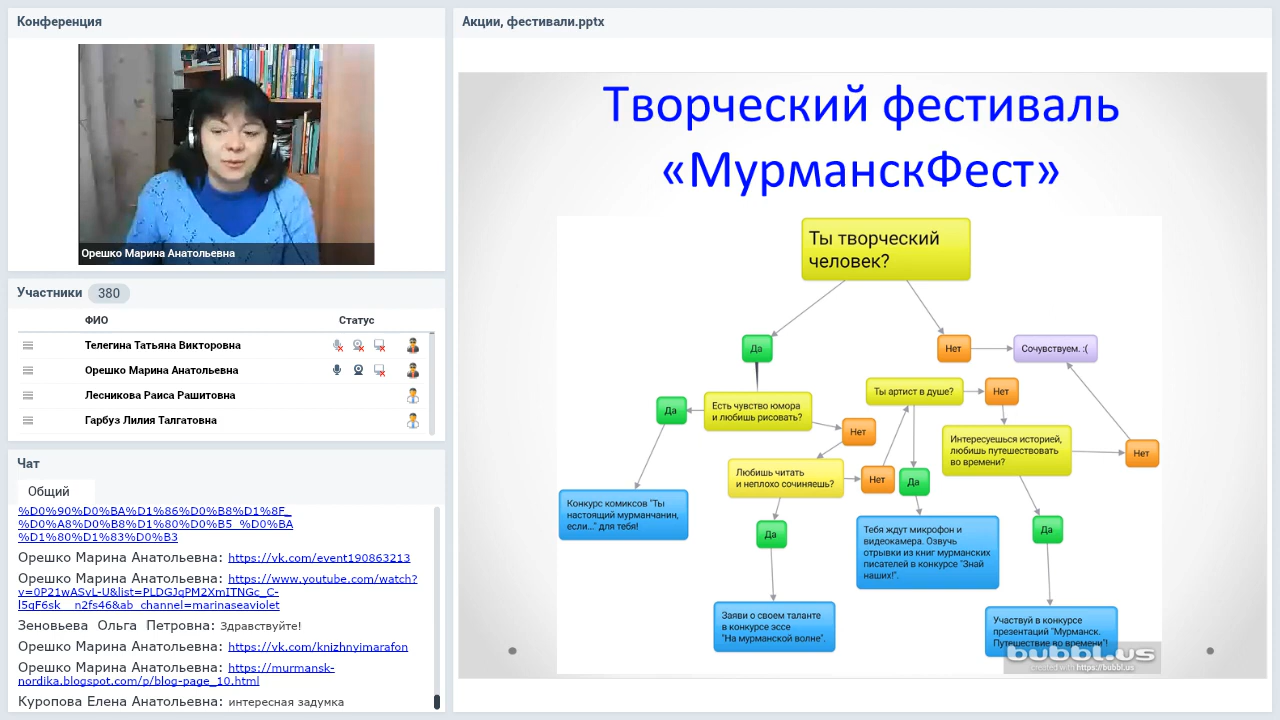 Конференция
Орешко Марина Анатольевна
Участники 380
ФИО Статус
Телегина Татьяна Викторовна
Орешко Марина Анатольевна
Лесникова Раиса Рашитовна
Гарбуз Лилия Талгатовна
Чат
Общий
%D0%90%D0%BA%D1%86%D0%B8%D1%8F_
%D0%A8%D0%B8%D1%80%D0%B5_%D0%BA
%D1%80%D1%83%D0%B3
Орешко Марина Анатольевна: https://vk.com/event190863213
Орешко Марина Анатольевна: https://www.youtube.com/watch?
v=0P21wASvL-U&list=PLDGJqPM2XmITNGc_C-
l5qF6sk__n2fs46&ab_channel=marinaseaviolet
Зентцова Ольга Петровна: Здравствуйте!
Орешко Марина Анатольевна: https://vk.com/knizhnyimarafon
Орешко Марина Анатольевна: https://murmansk-
nordika.blogspot.com/p/blog-page_10.html
Куропова Елена Анатольевна: интересная задумка
Акции, фестивали.pptx
Творческий фестиваль
«МурманскФест»
Ты творческий
человек?
Да
Нет
Сочувствуем. :(
Есть чувство юмора
и любишь рисовать?
Да
Нет
Ты артист в душе?
Нет
Интересуешься историей,
любишь путешествовать
во времени?
Нет
Любишь читать
и неплохо сочиняешь?
Нет
Да
Конкурс комиксов "Ты
настоящий мурманчанин,
если..." для тебя!
Да
Тебя ждут микрофон и
видеокамера. Озвучь
отрывки из книг мурманских
писателей в конкурсе "Знай
наших!".
Да
Заяви о своем таланте
в конкурсе эссе
"На мурманской волне".
Участвуй в конкурсе
презентаций "Мурманск.
Путешествие во времени"!
bubbl.us
created with https://bubbl.us